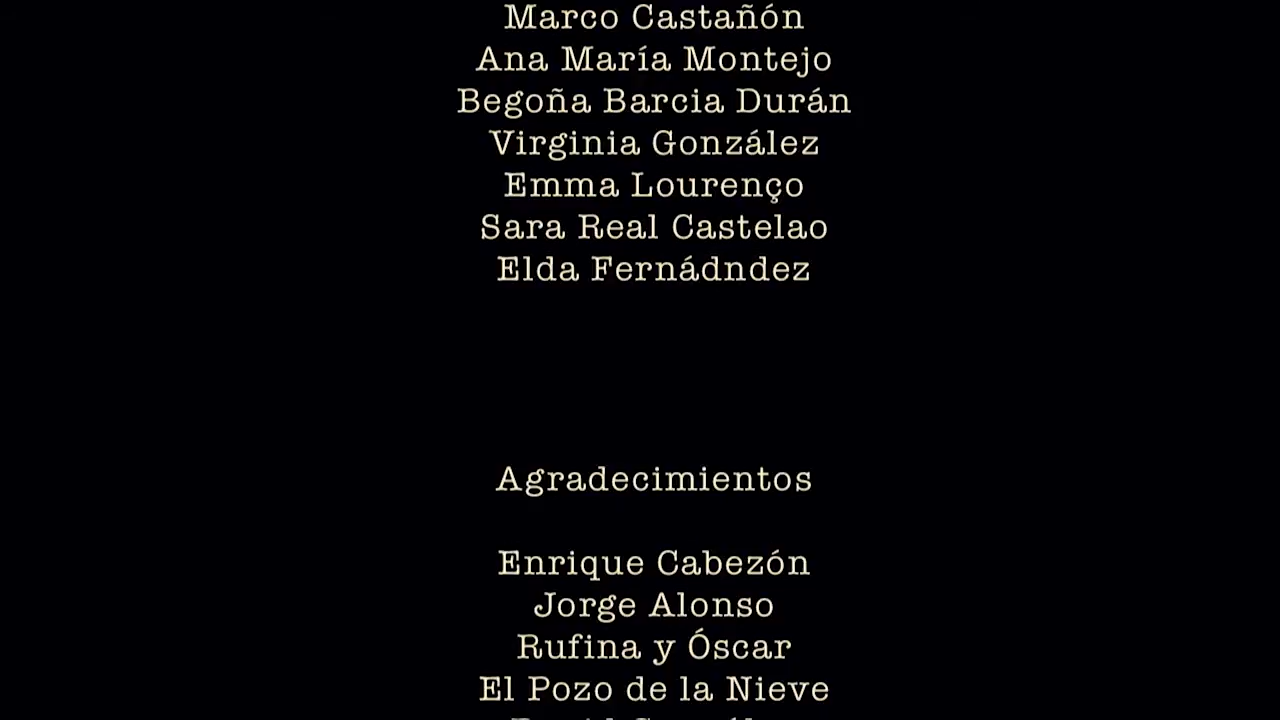 Marco Castañón
Ana María Montejo
Begoña Barcia Durán
Virginia González
Emma Lourenço
Sara Real Castelao
Elda Fernádndez
Agradecimientos
Enrique Cabezón
Jorge Alonso
Rufina y Óscar
El Pozo de la Nieve